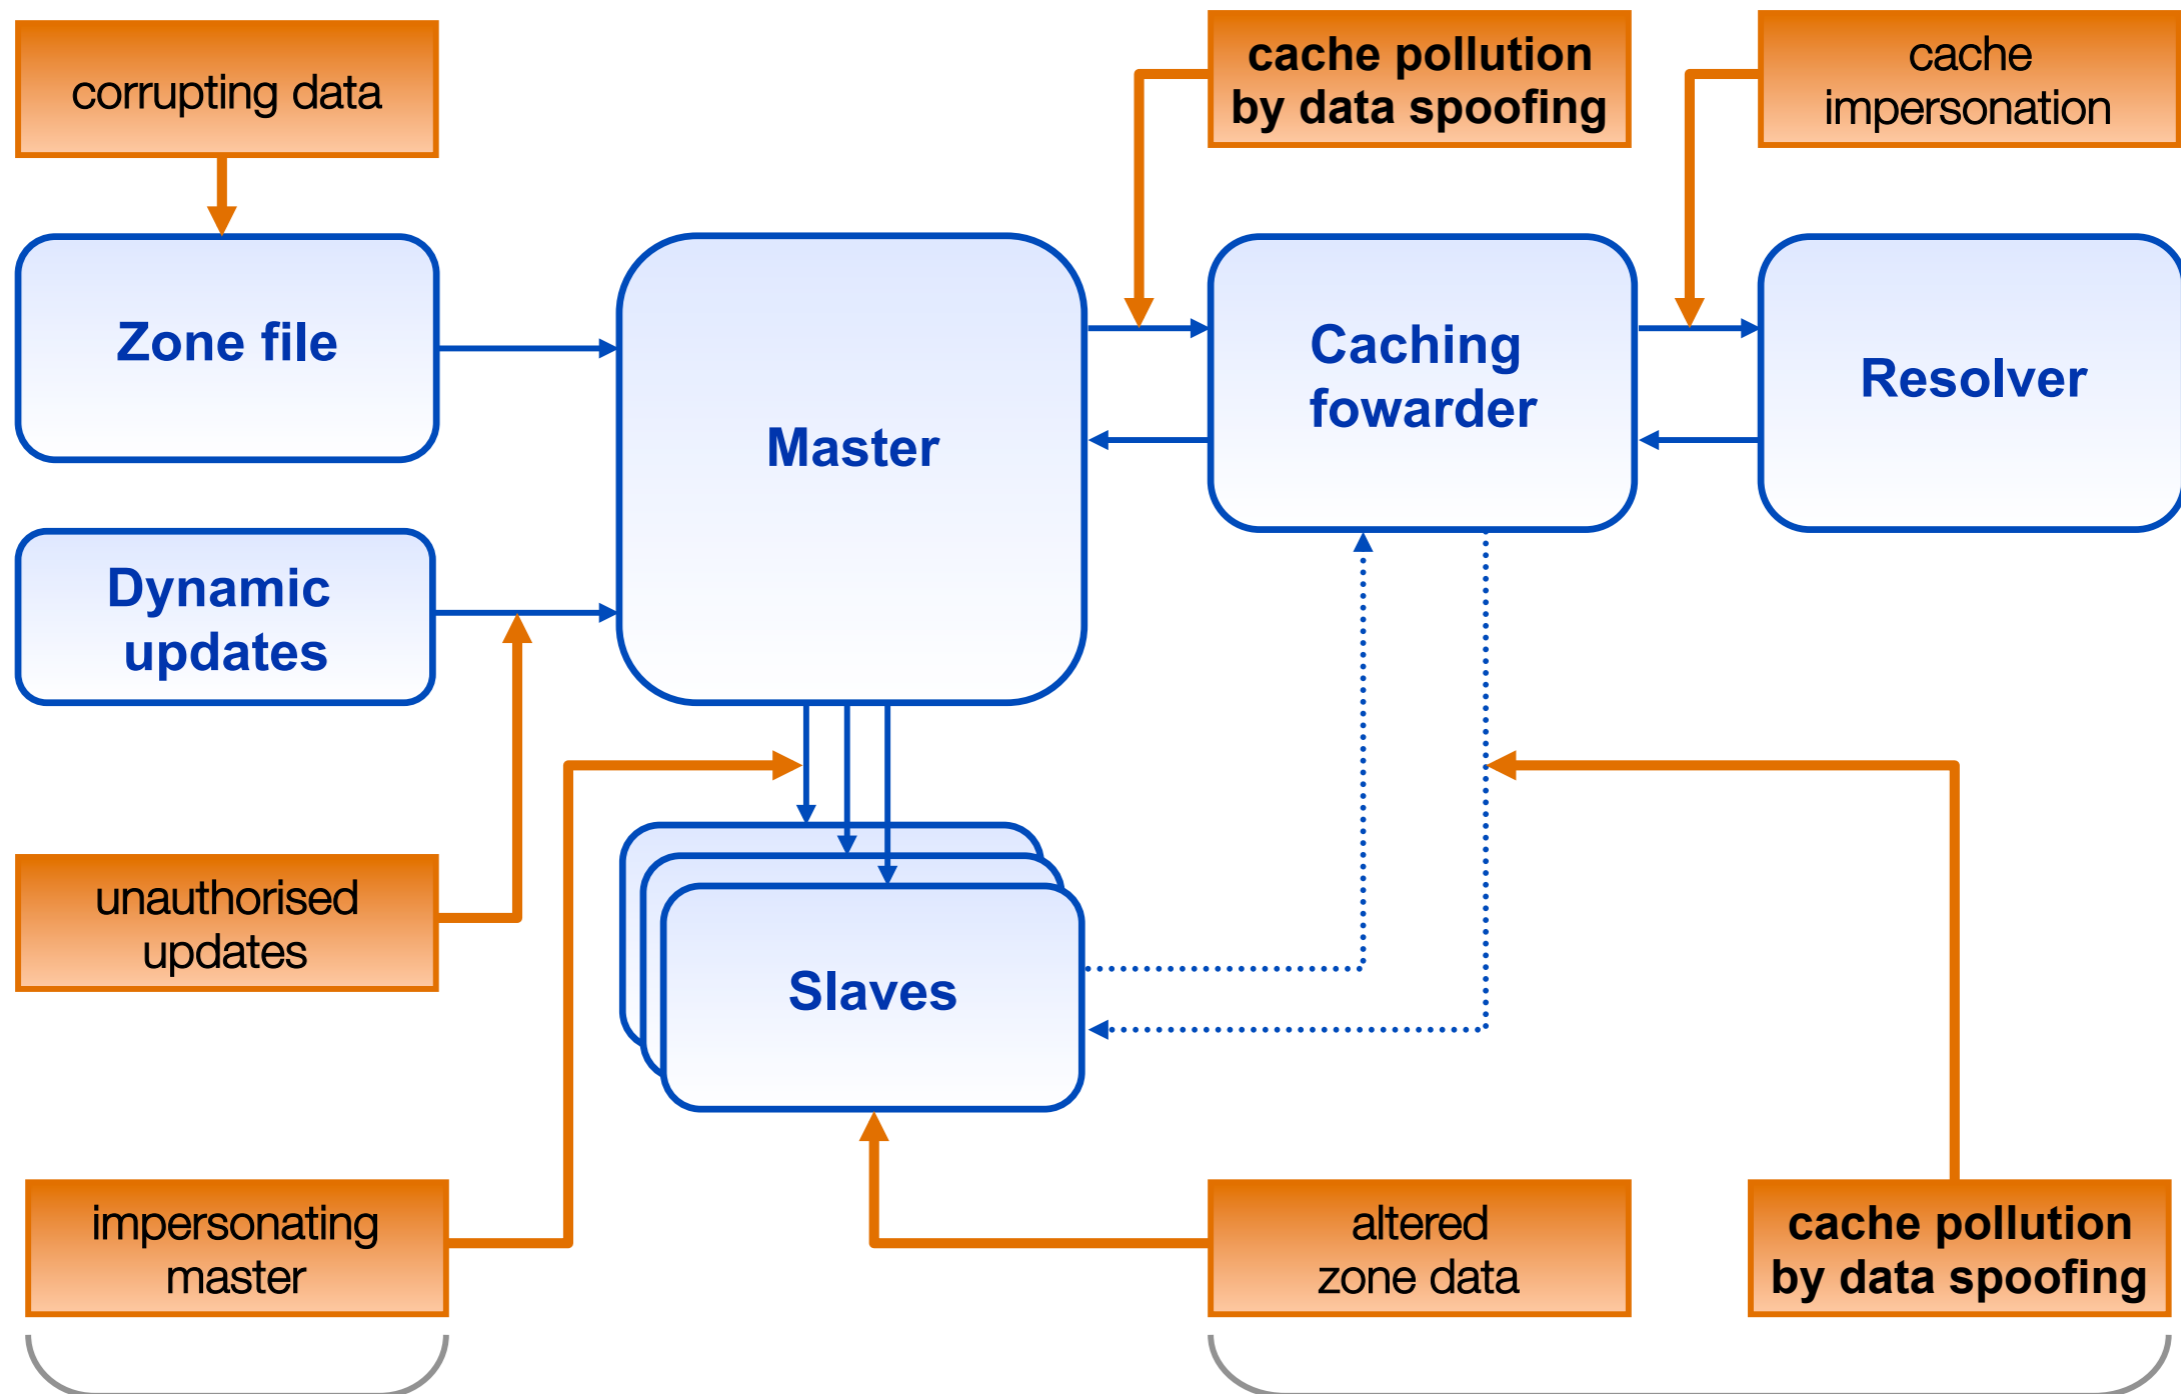 corrupting data
cache pollution
by data spoofing
cache
impersonation
Zone file
Master
Caching
fowarder
Resolver
Dynamic
updates
unauthorised
updates
Slaves
impersonating
master
altered
zone data
cache pollution
by data spoofing